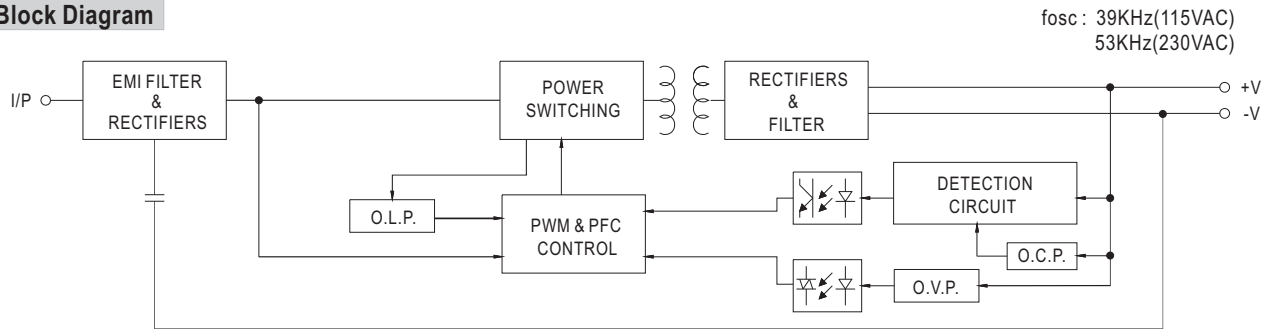 Block Diagram
fosc : 39KHz(115VAC)
53KHz(230VAC)
I/P
EMI FILTER
&
RECTIFIERS
POWER
SWITCHING
RECTIFIERS
&
FILTER
+V
-V
O.L.P.
PWM & PFC
CONTROL
DETECTION
CIRCUIT
O.C.P.
O.V.P.